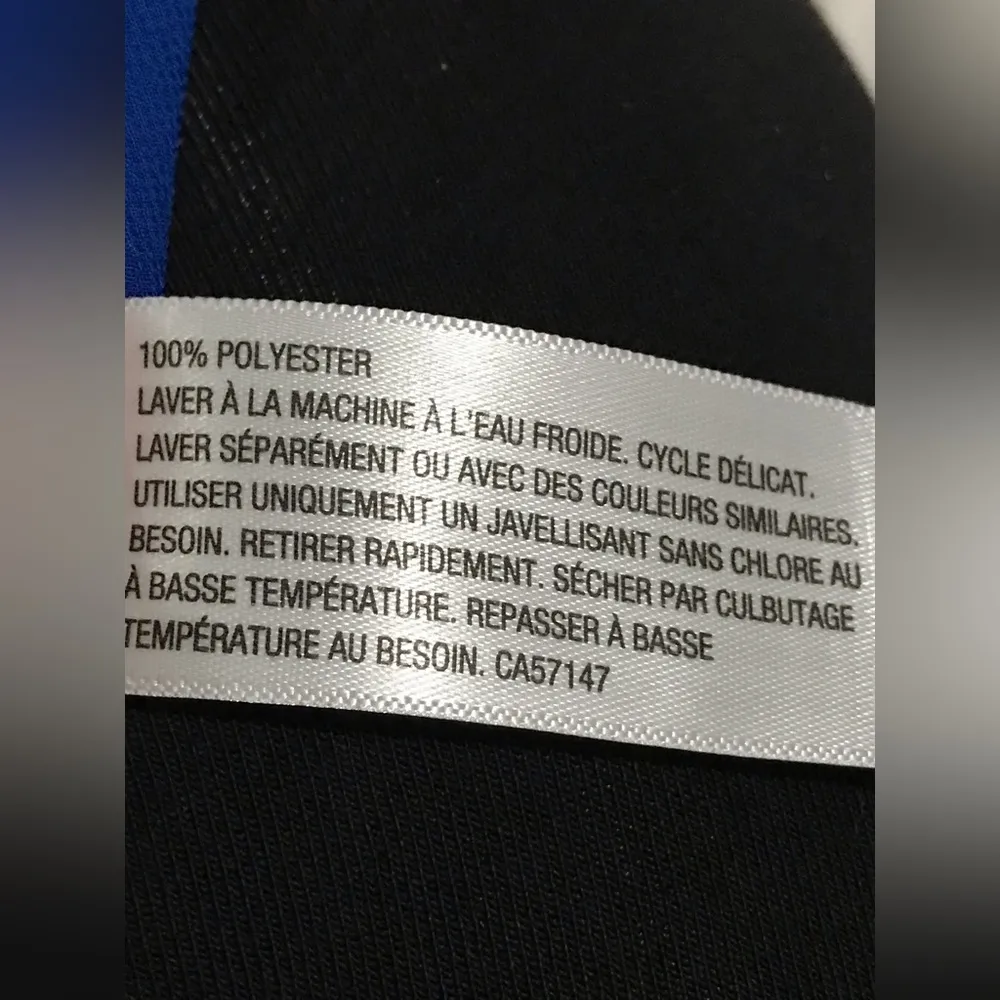 100% POLYESTER
LAVER À LA MACHINE À L'EAU FROIDE. CYCLE DÉLICAT.
LAVER SÉPARÉMENT OU AVEC DES COULEURS SIMILAIRES.
UTILISER UNIQUEMENT UN JAVELLISANT SANS CHLORE AU
BESOIN. RETIRER RAPIDEMENT. SÉCHER PAR CULBUTAGE
À BASSE TEMPÉRATURE. REPASSER À BASSE
TEMPÉRATURE AU BESOIN. CA57147